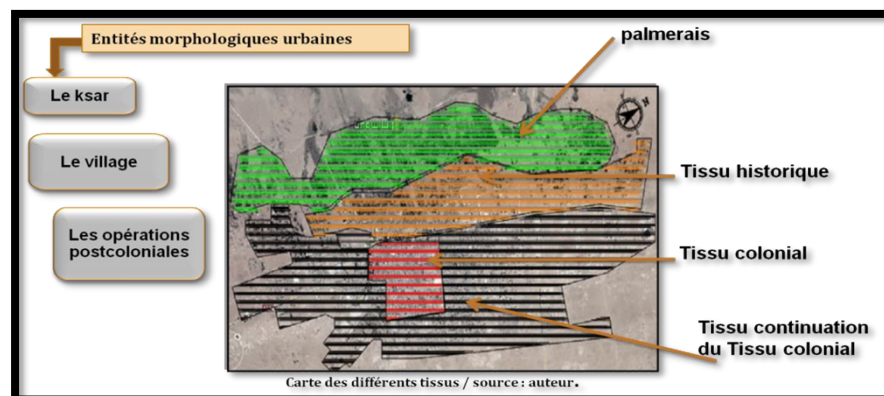 Entités morphologiques urbaines
Le ksar
Le village
Les opérations
postcoloniales
palmerais
N
Tissu historique
Tissu colonial
Tissu continuation
du Tissu colonial
Carte des différents tissus / source : auteur.